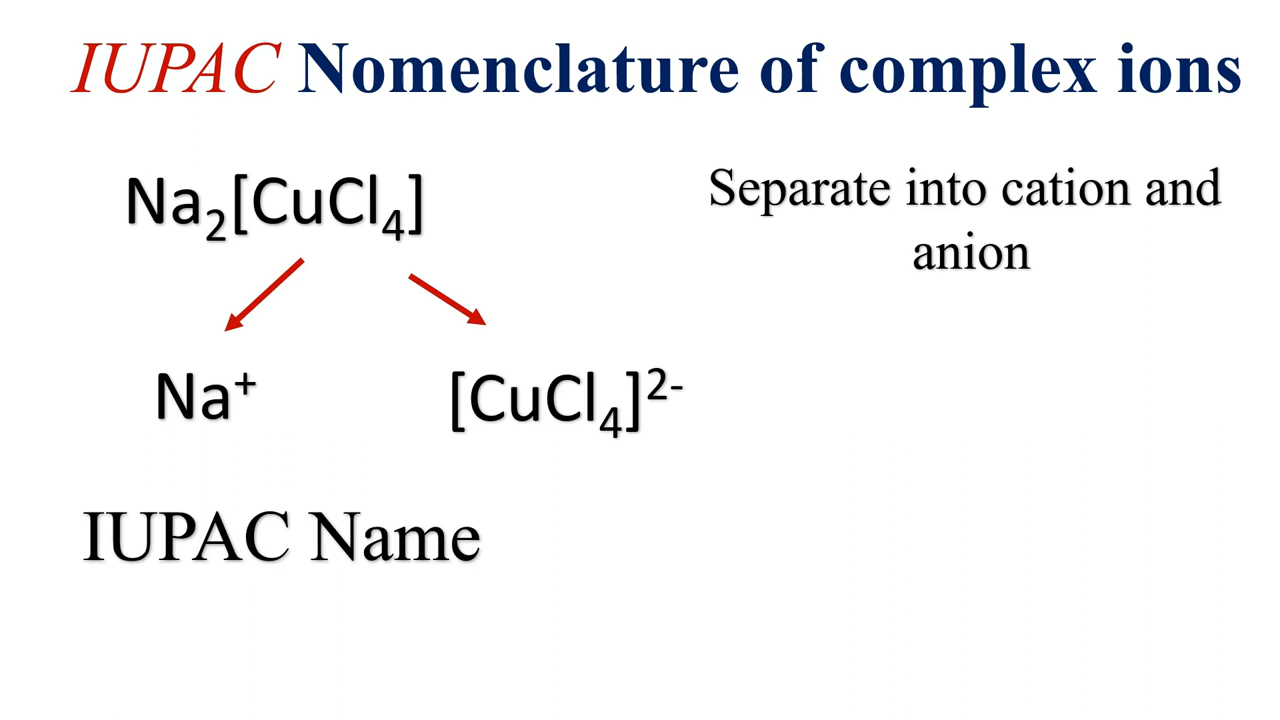 IUPAC Nomenclature of complex ions
Na₂[CuCl₄]
Separate into cation and
anion
Na⁺ [CuCl₄]²⁻
IUPAC Name